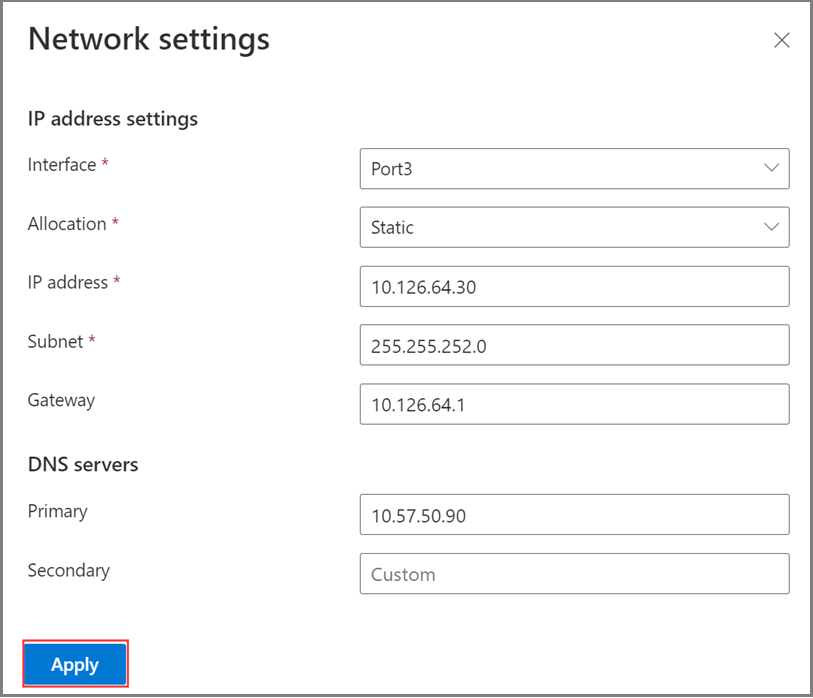 Network settings
IP address settings
Interface *
Port3
Allocation *
Static
IP address *
10.126.64.30
Subnet *
255.255.252.0
Gateway
10.126.64.1
DNS servers
Primary
10.57.50.90
Secondary
Custom
Apply